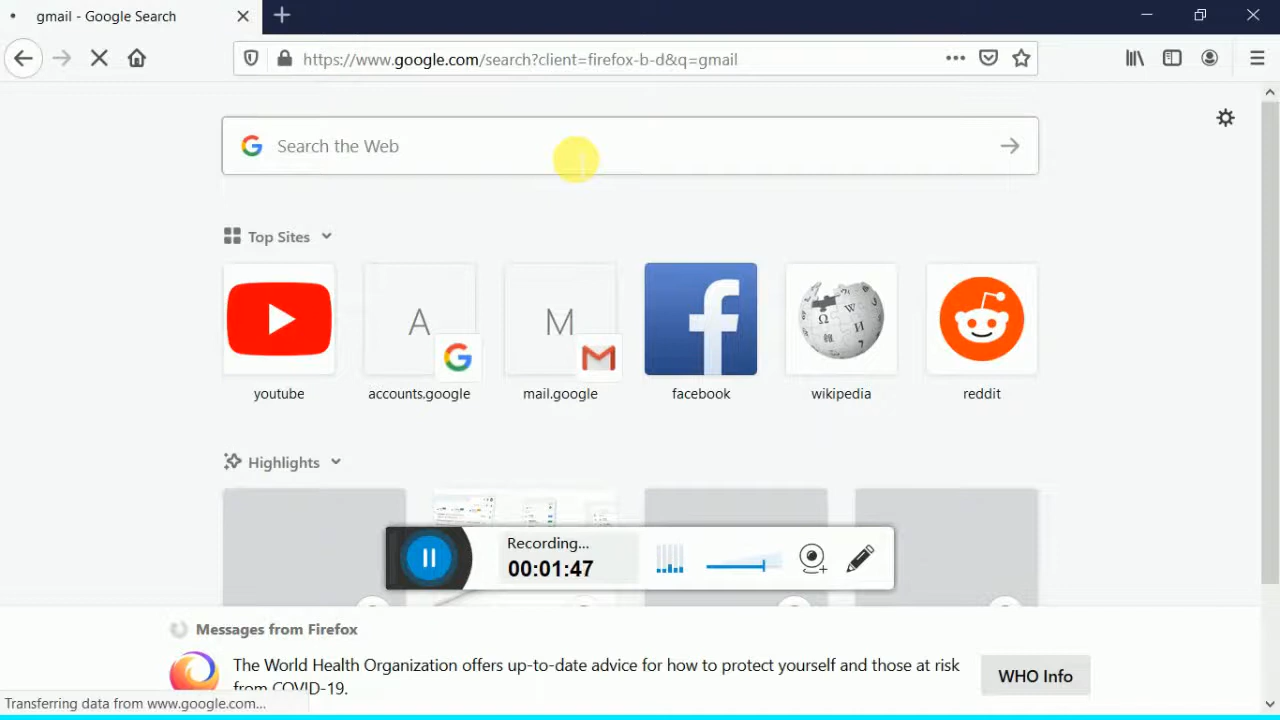 gmail - Google Search
https://www.google.com/search?client=firefox-b-d&q=gmail
Search the Web
Top Sites
A
M
youtube
accounts.google
mail.google
facebook
wikipedia
reddit
Highlights
Recording...
00:01:47
Messages from Firefox
The World Health Organization offers up-to-date advice for how to protect yourself and those at risk
from COVID-19.
WHO Info
Transferring data from www.google.com...